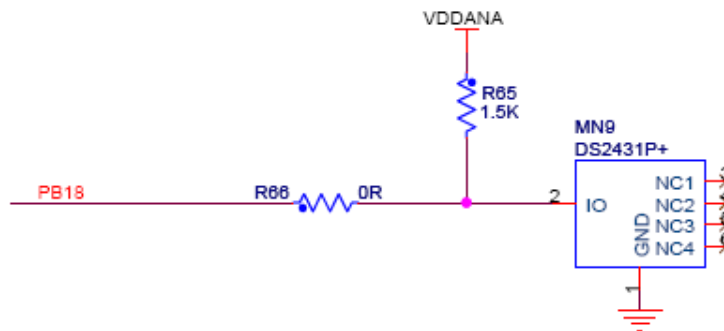 VDDANA
R65
1.5K
MN9
DS2431P+
PB18
R66
0R
2
IO
NC1
NC2
NC3
NC4
GND
1